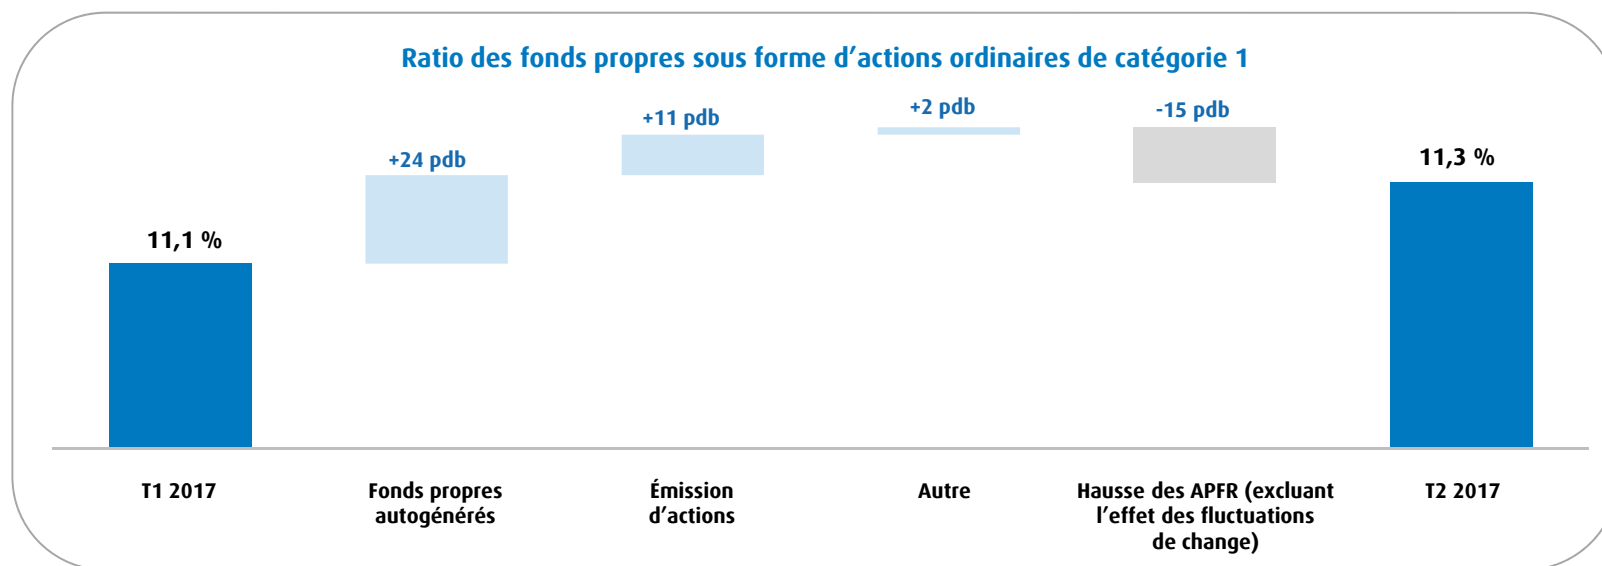 Ratio des fonds propres sous forme d’actions ordinaires de catégorie 1
+24 pdb
+11 pdb
+2 pdb
-15 pdb
11,1 %
11,3 %
T1 2017
Fonds propres
autogénérés
Émission
d’actions
Autre
Hausse des APFR (excluant
l’effet des fluctuations
de change)
T2 2017